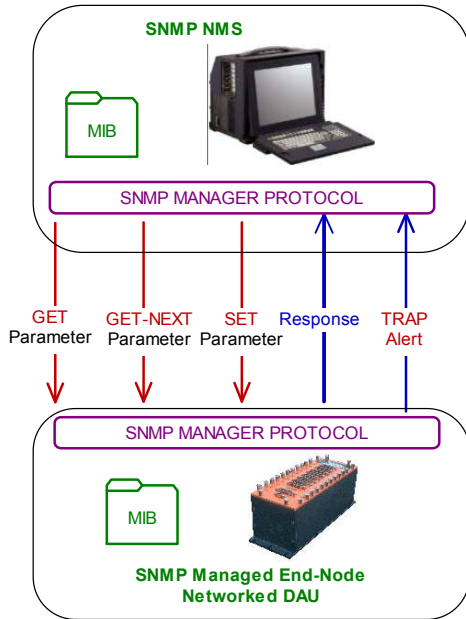 SNMP NMS
MIB
SNMP MANAGER PROTOCOL
GET
Parameter
GET-NEXT
Parameter
SET
Parameter
Response
TRAP
Alert
SNMP MANAGER PROTOCOL
MIB
SNMP Managed End-Node
Networked DAU